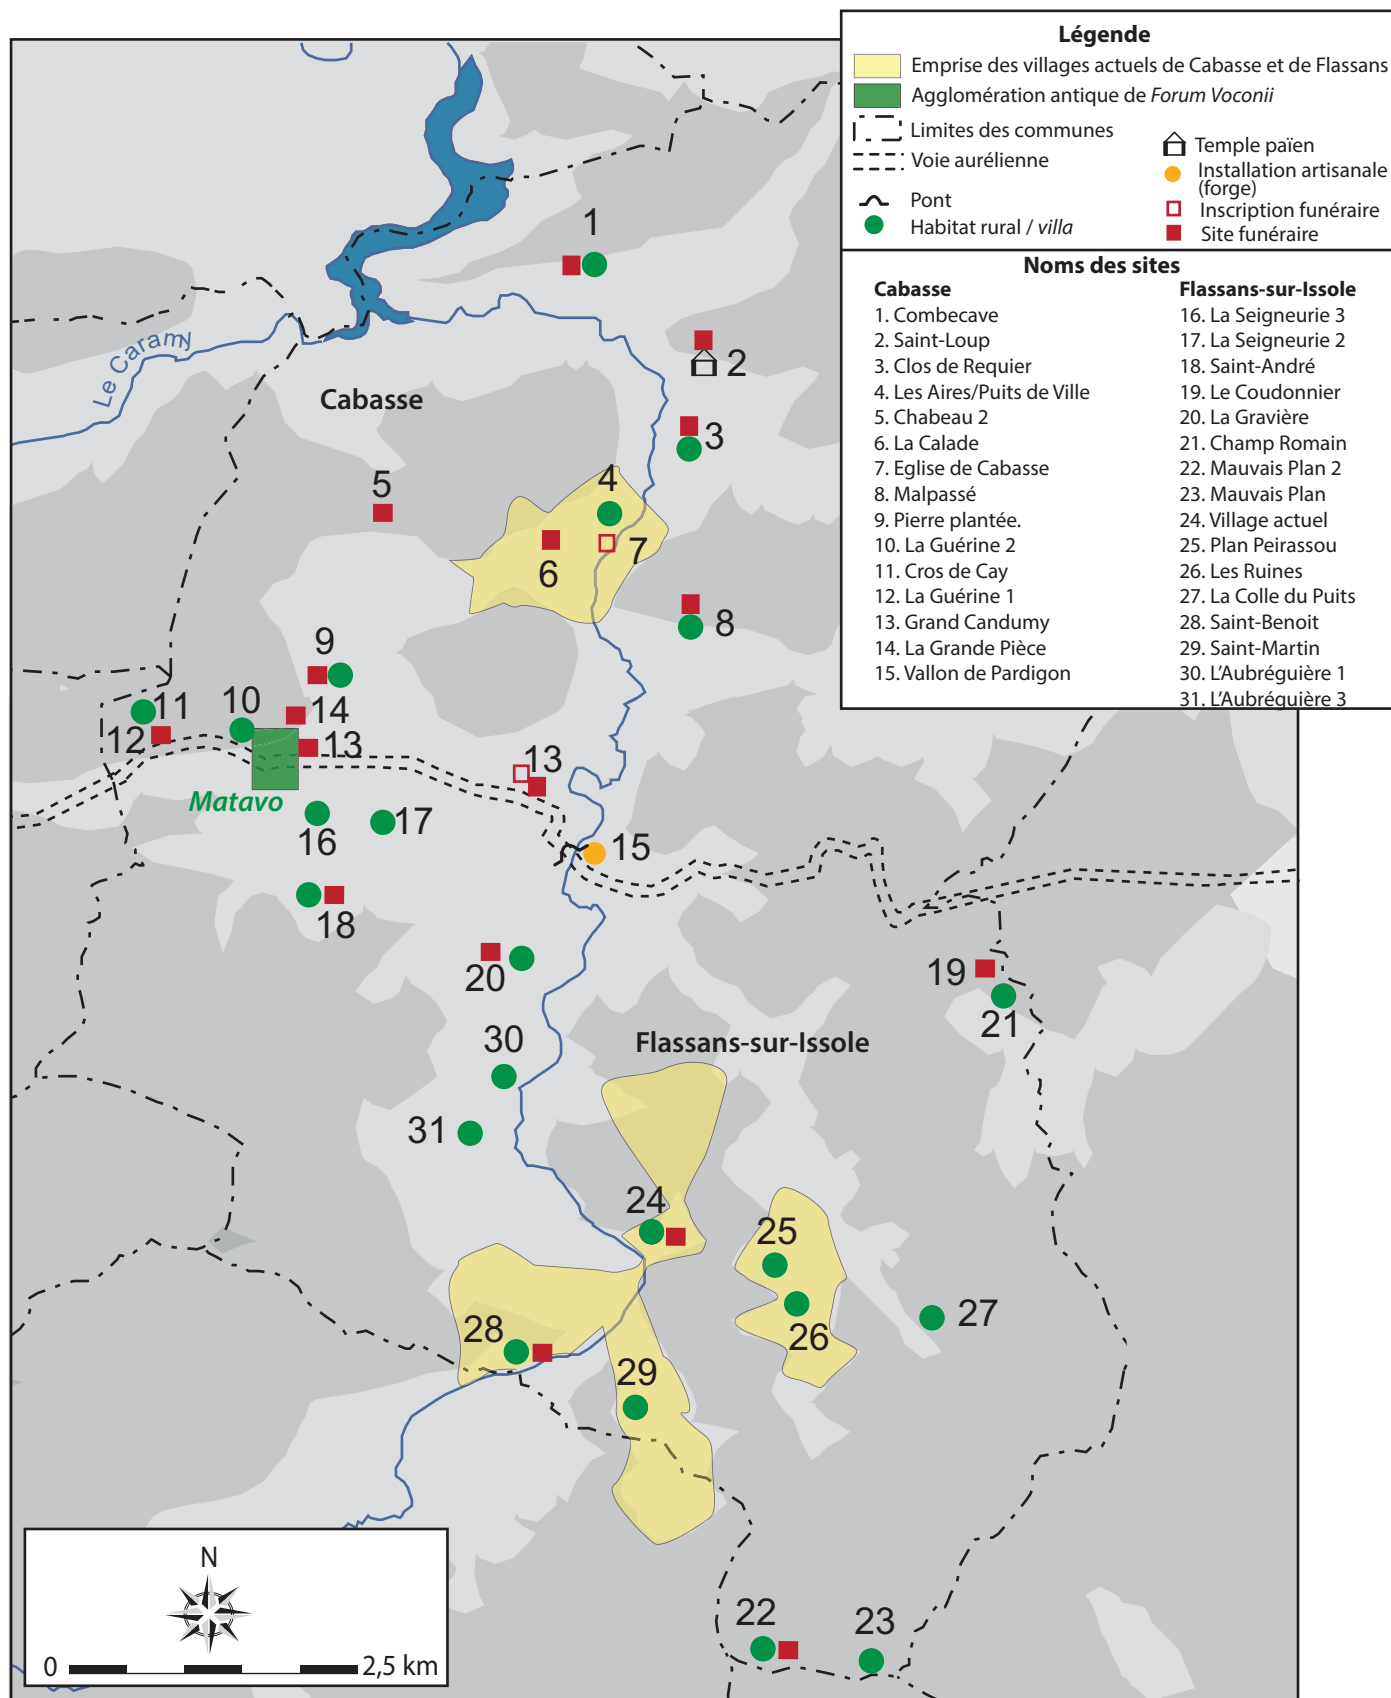 Légende
Emprise des villages actuels de Cabasse et de Flassans
Agglomération antique de Forum Voconii
Limites des communes
Voie aurélienne
Pont
Habitat rural / villa
Temple païen
Installation artisanale
(forge)
Inscription funéraire
Site funéraire
Noms des sites
Cabasse
1. Combecave
2. Saint-Loup
3. Clos de Requier
4. Les Aires/Puits de Ville
5. Chabeau 2
6. La Calade
7. Eglise de Cabasse
8. Malpassé
9. Pierre plantée.
10. La Guérine 2
11. Cros de Cay
12. La Guérine 1
13. Grand Candumy
14. La Grande Pièce
15. Vallon de Pardigon
Flassans-sur-Issole
16. La Seigneurie 3
17. La Seigneurie 2
18. Saint-André
19. Le Coudonnier
20. La Gravière
21. Champ Romain
22. Mauvais Plan 2
23. Mauvais Plan
24. Village actuel
25. Plan Peirassou
26. Les Ruines
27. La Colle du Puits
28. Saint-Benoit
29. Saint-Martin
30. L'Aubréguière 1
31. L'Aubréguière 3
1
Le Caramy
2
Cabasse
3
4
5
6
7
8
9
11
10
14
12
13
13
Matavo
16
17
15
18
20
19
21
30
Flassans-sur-Issole
31
24
25
27
26
28
29
22
23
N
0
2,5 km